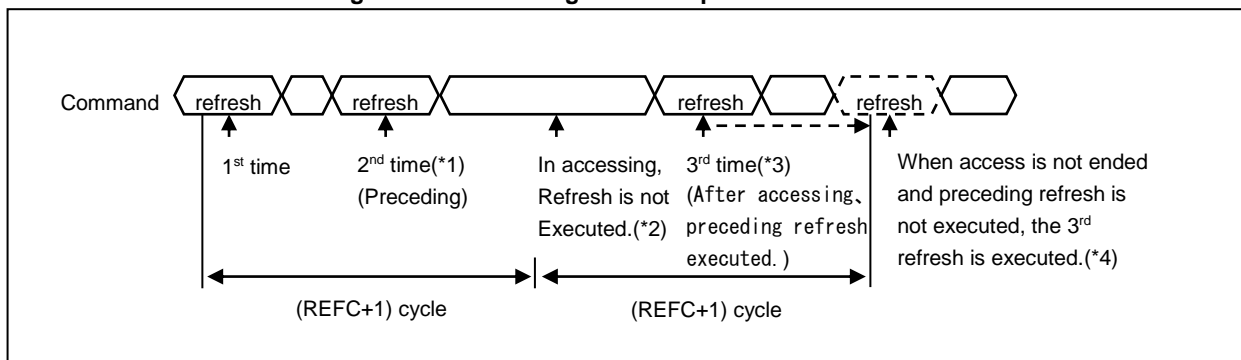 Command
refresh
refresh
refresh
refresh
1st time
2nd time(*1)
(Preceding)
In accessing,
Refresh is not
Executed.(*2)
3rd time(*3)
(After accessing、
preceding refresh
executed.)
When access is not ended
and preceding refresh is
not executed, the 3rd
refresh is executed.(*4)
(REFC+1) cycle
(REFC+1) cycle